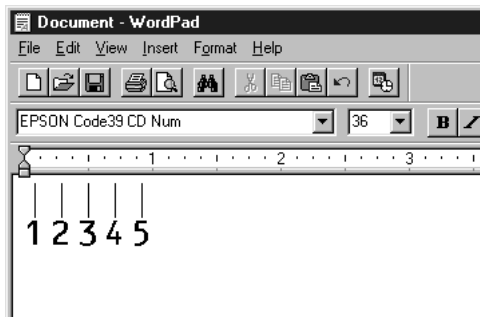 Document - WordPad
File Edit View Insert Format Help
EPSON Code39 CD Num 36 B I
1 2 3
1 2 3 4 5